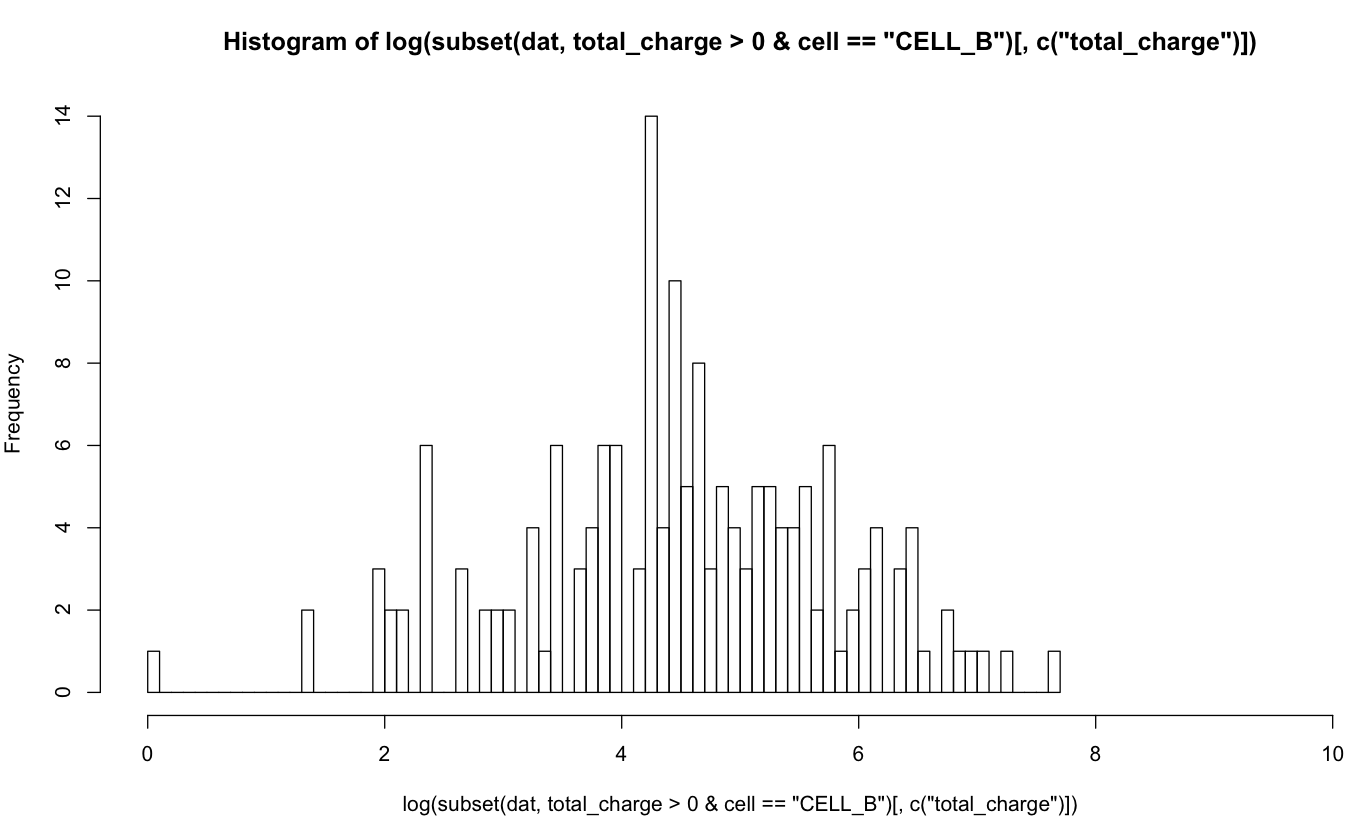 Histogram of log(subset(dat, total_charge > 0 & cell == "CELL_B")[, c("total_charge")])
Frequency
14
12
10
8
6
4
2
0
0 2 4 6 8 10
log(subset(dat, total_charge > 0 & cell == "CELL_B")[, c("total_charge")])